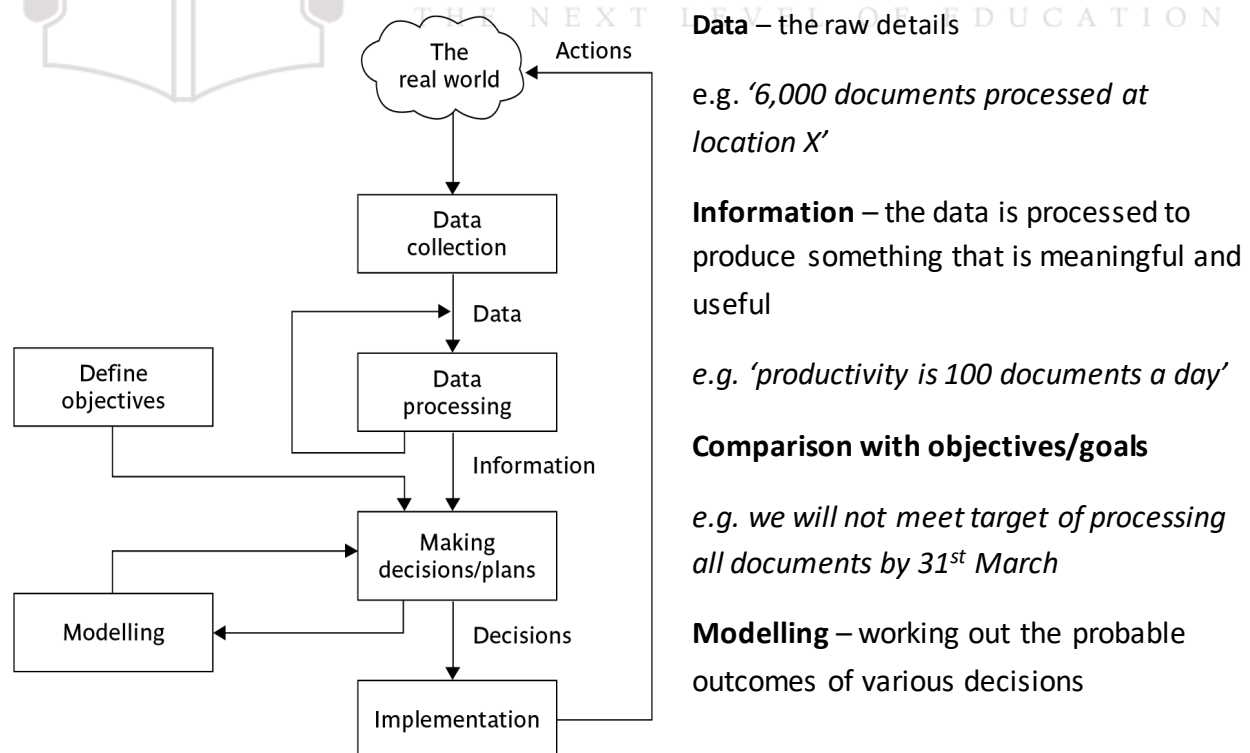 THE NEXT LEVEL OF EDUCATION
The
real world
Actions
Data
collection
Data
Define
objectives
Data
processing
Information
Making
decisions/plans
Modelling
Decisions
Implementation
Data – the raw details
e.g. ‘6,000 documents processed at
location X’
Information – the data is processed to
produce something that is meaningful and
useful
e.g. ‘productivity is 100 documents a day’
Comparison with objectives/goals
e.g. we will not meet target of processing
all documents by 31st March
Modelling – working out the probable
outcomes of various decisions